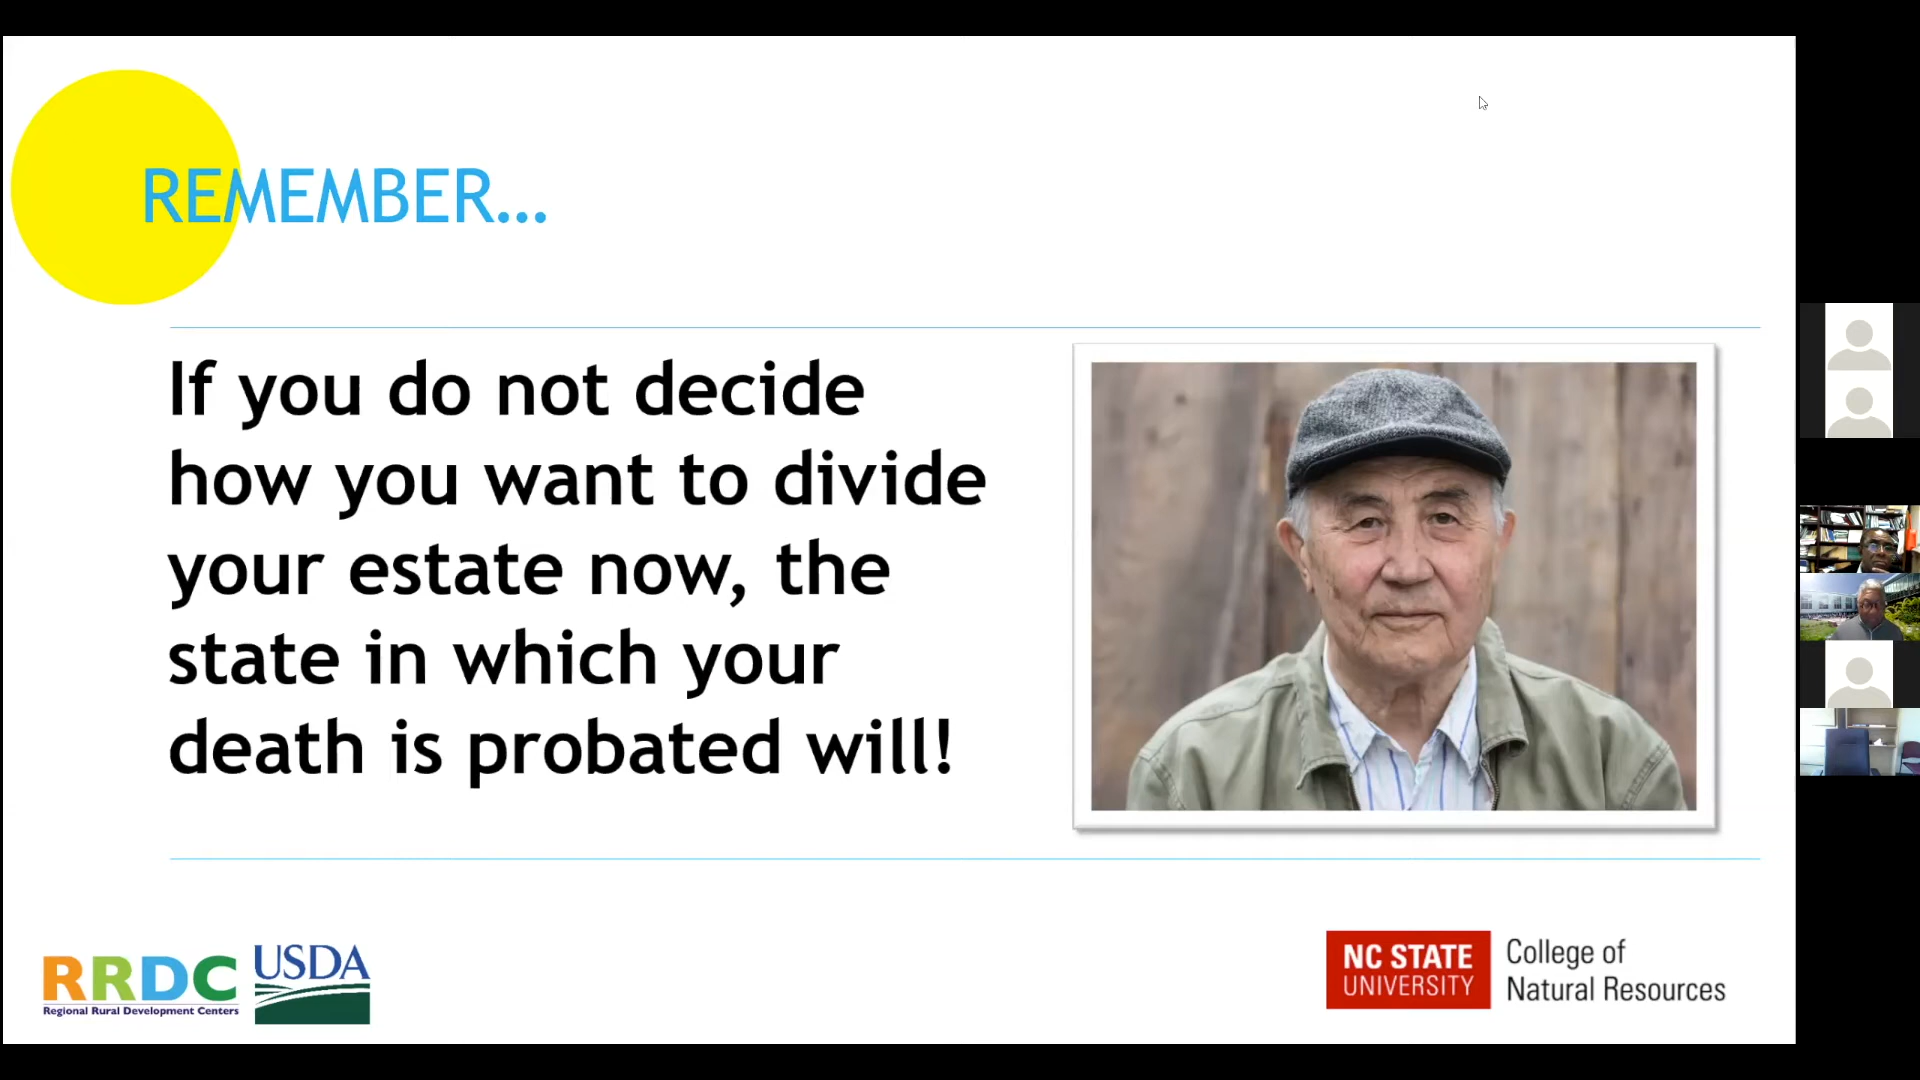 REMEMBER...
If you do not decide
how you want to divide
your estate now, the
state in which your
death is probated will!
RRDC
Regional Rural Development Centers
USDA
NC STATE
UNIVERSITY
College of
Natural Resources